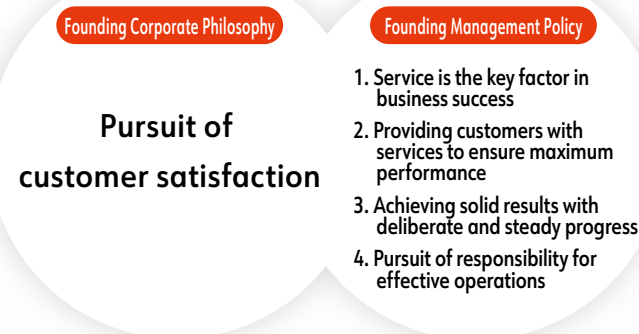 Founding Corporate Philosophy
Pursuit of
customer satisfaction
Founding Management Policy
1. Service is the key factor in
business success
2. Providing customers with
services to ensure maximum
performance
3. Achieving solid results with
deliberate and steady progress
4. Pursuit of responsibility for
effective operations